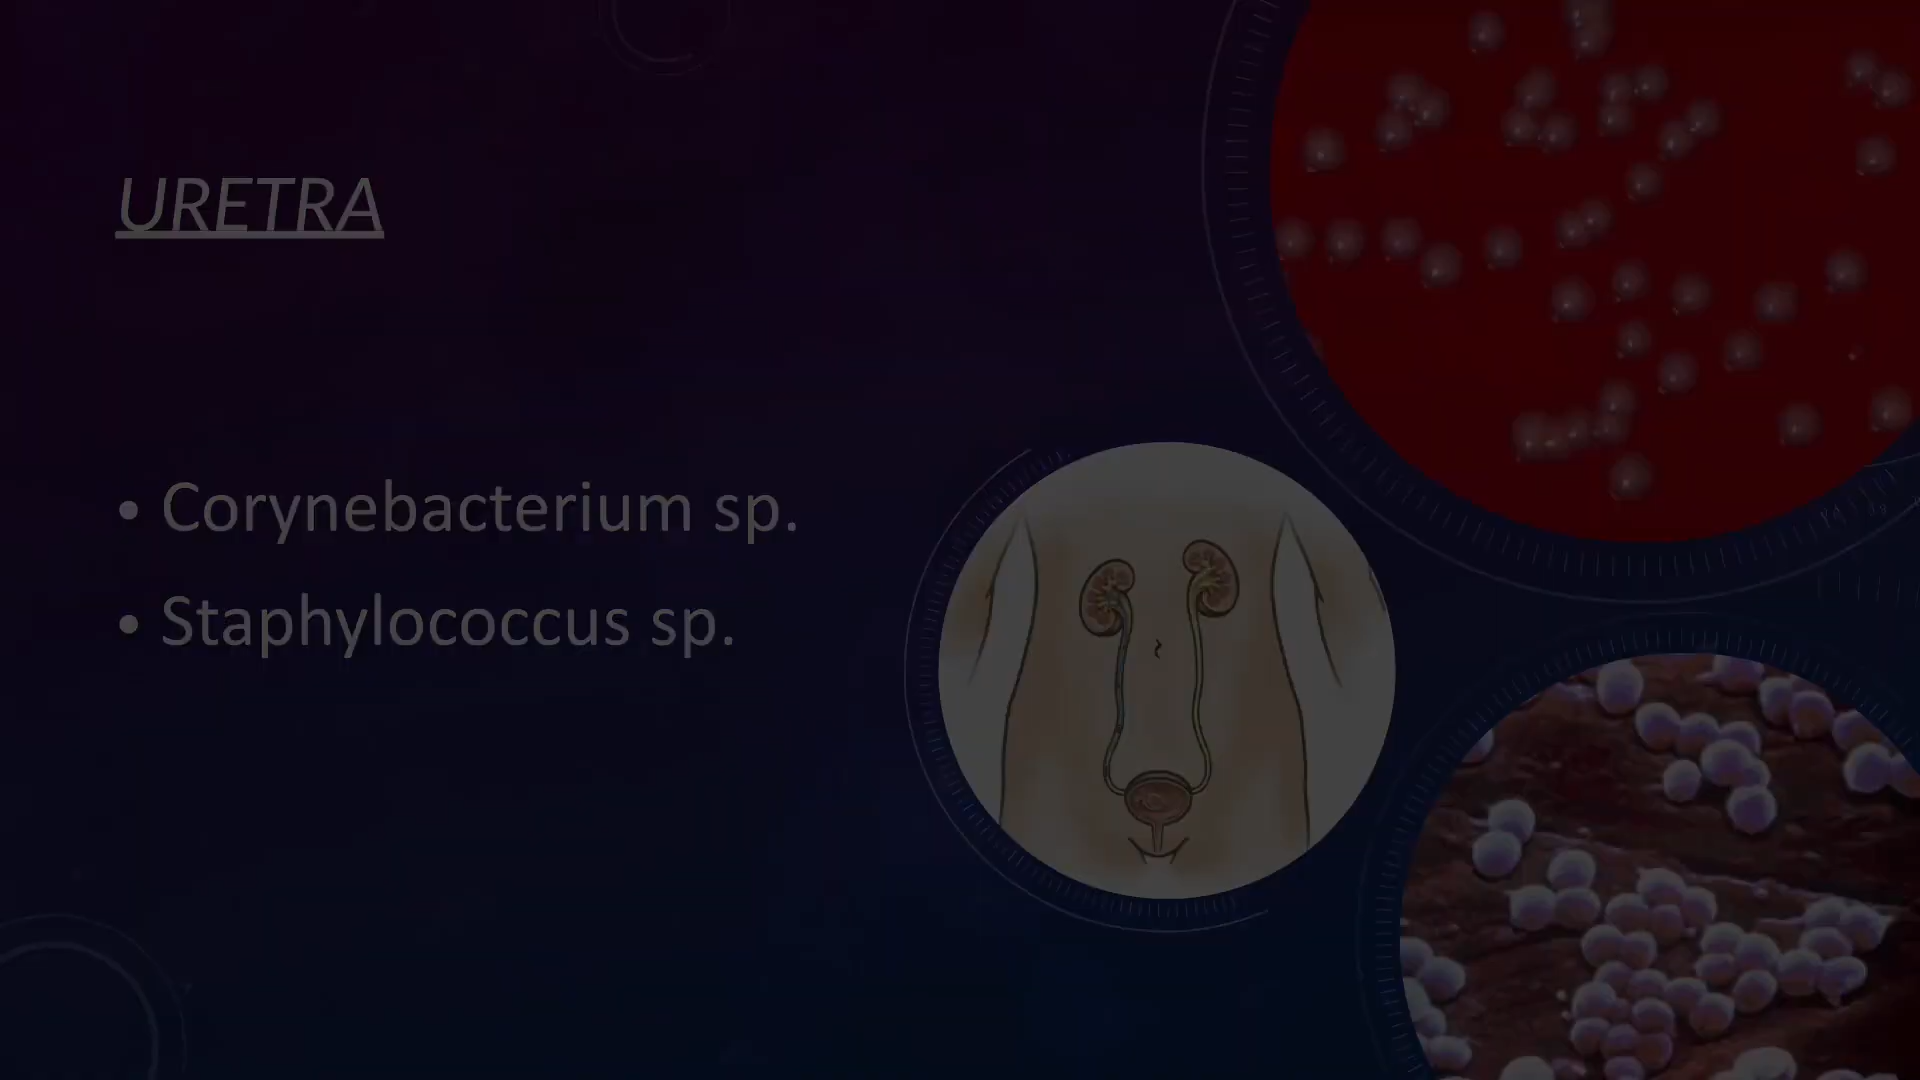 URETRA
• Corynebacterium sp.
• Staphylococcus sp.